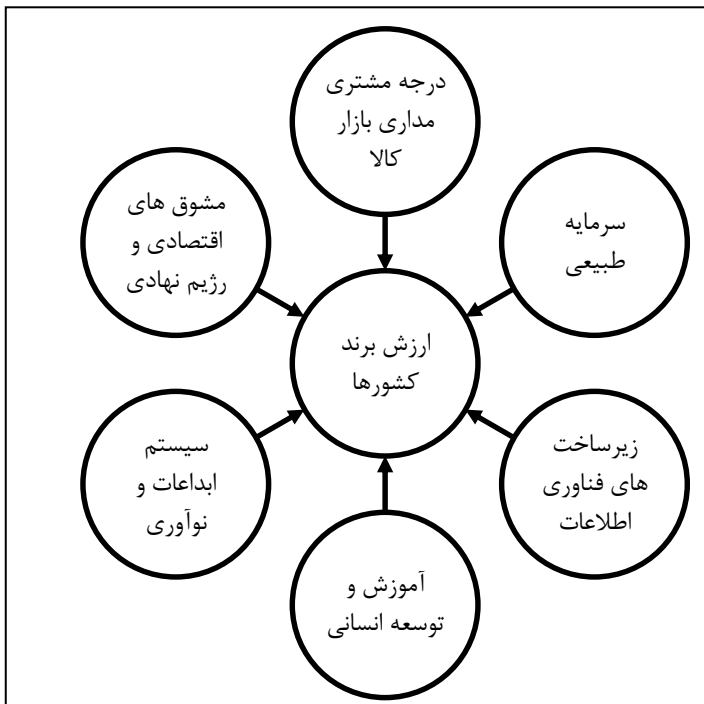 درجه مشتری
مداری بازار
کالا
سرمایه
طبیعی
زیرساخت
های فناوری
اطلاعات
آموزش و
توسعه انسانی
سیستم
ابداعات و
نوآوری
مشوق های
اقتصادی و
رژیم نهادی
ارزش برند
کشورها